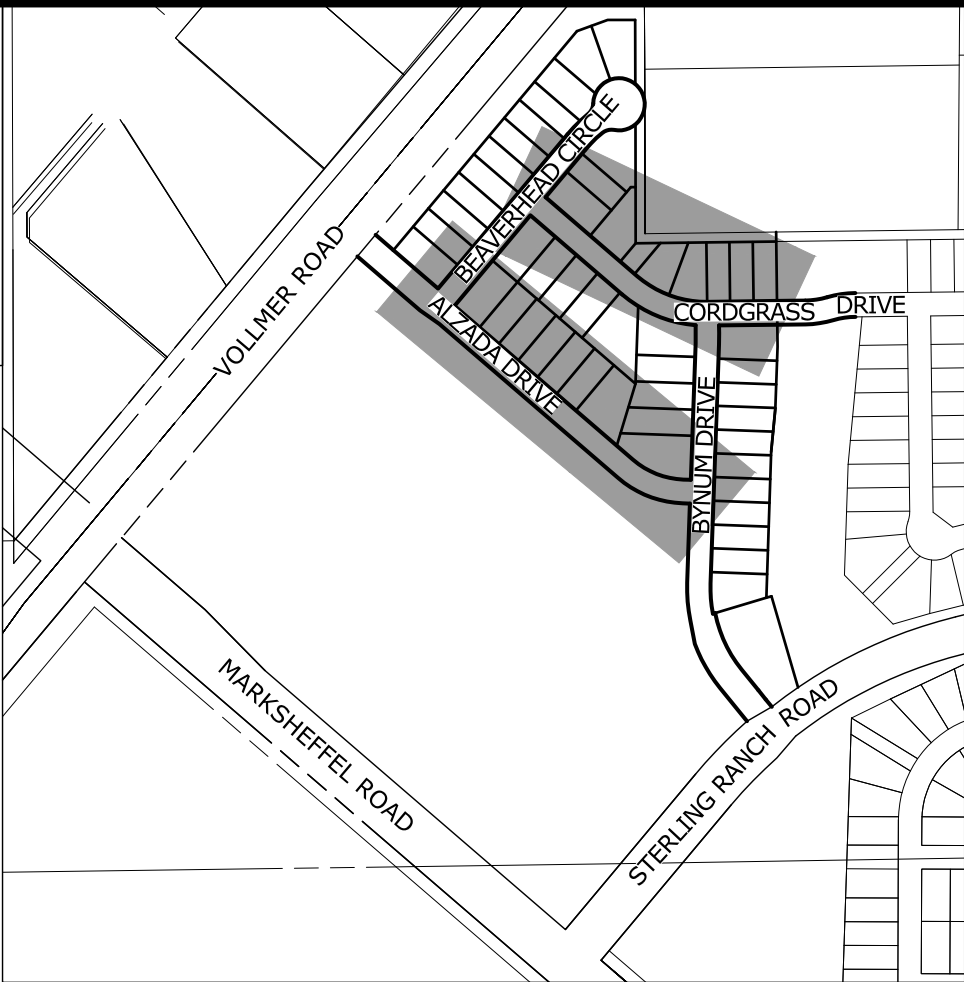 BEAVERHEAD CIRCLE
VOLLMER ROAD
CORDGRASS DRIVE
ALZADA DRIVE
BYNUM DRIVE
MARKSHEFFEL ROAD
STERLING RANCH ROAD